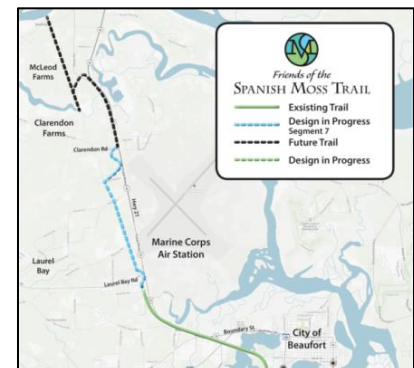 Friends of the
SPANISH MOSS TRAIL
Exsisting Trail
Design in Progress
Segment 7
Future Trail
Design in Progress
McLeod
Farms
Clarendon
Farms
Clarendon Rd
Hwy 21
Marine Corps
Air Station
Laurel
Bay
Laurel Bay Rd
Boundary St.
City of
Beaufort